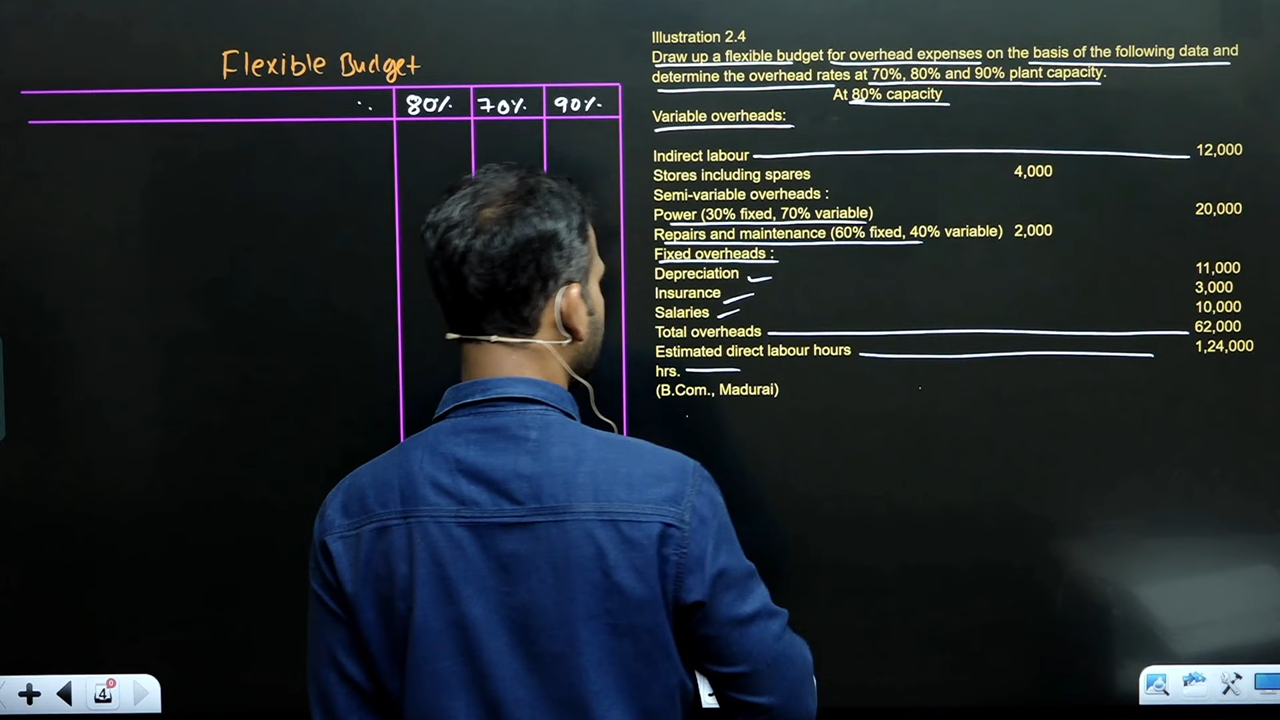 Flexible Budget
80% 70% 90%
Illustration 2.4
Draw up a flexible budget for overhead expenses on the basis of the following data and
determine the overhead rates at 70%, 80% and 90% plant capacity.
At 80% capacity
Variable overheads:
Indirect labour 12,000
Stores including spares 4,000
Semi-variable overheads :
Power (30% fixed, 70% variable) 20,000
Repairs and maintenance (60% fixed, 40% variable) 2,000
Fixed overheads :
Depreciation 11,000
Insurance 3,000
Salaries 10,000
Total overheads 62,000
Estimated direct labour hours 1,24,000
hrs.
(B.Com., Madurai)
4 0